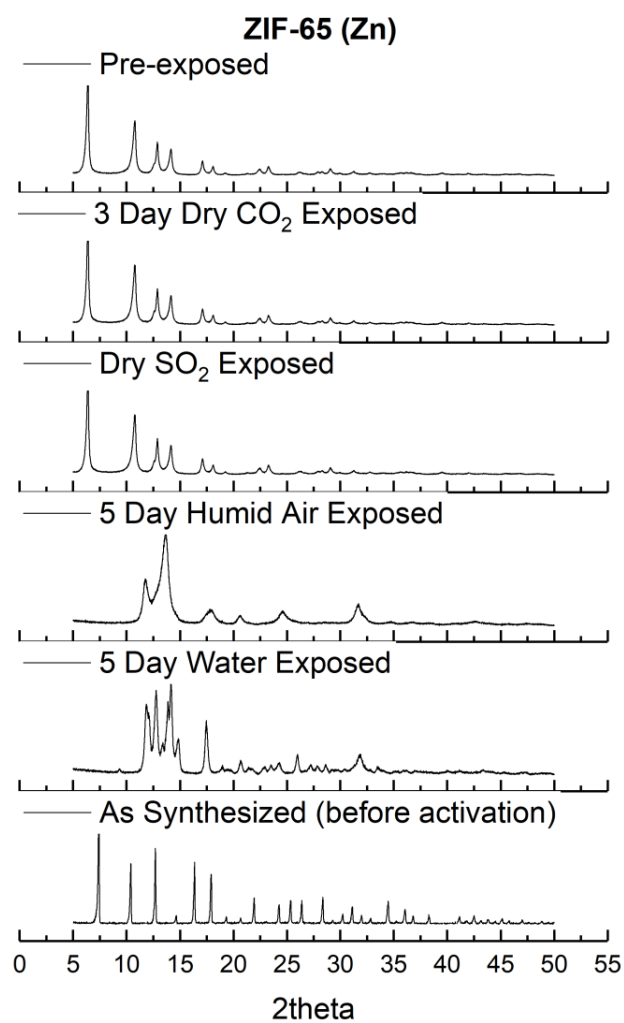 ZIF-65 (Zn)
Pre-exposed
3 Day Dry CO₂ Exposed
Dry SO₂ Exposed
5 Day Humid Air Exposed
5 Day Water Exposed
As Synthesized (before activation)
0 5 10 15 20 25 30 35 40 45 50 55
2theta